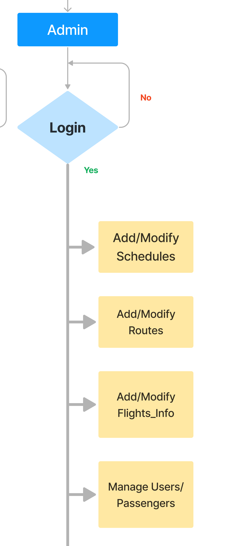 Admin
No
Login
Yes
Add/Modify
Schedules
Add/Modify
Routes
Add/Modify
Flights_Info
Manage Users/
Passengers